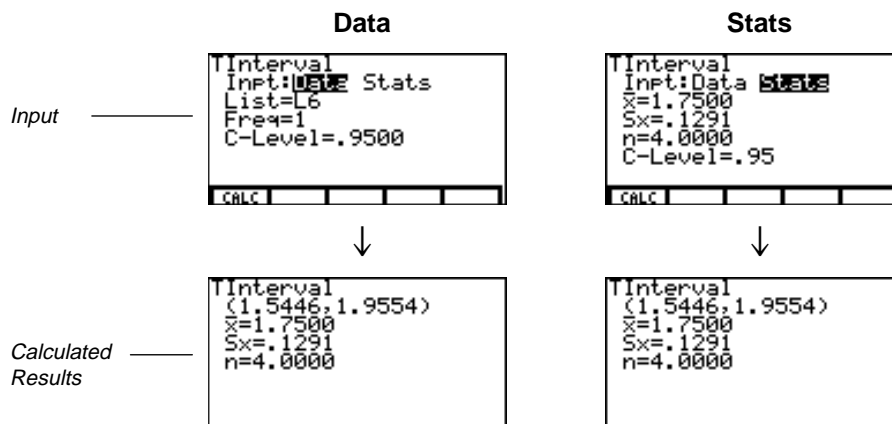 Data
Stats
Input
TInterval
Inpt:Data Stats
List=L6
Freq=1
C-Level=.9500
CALC
TInterval
Inpt:Data Stats
x̄=1.7500
Sx=.1291
n=4.0000
C-Level=.95
CALC
↓
↓
Calculated
Results
TInterval
(1.5446,1.9554)
x̄=1.7500
Sx=.1291
n=4.0000
TInterval
(1.5446,1.9554)
x̄=1.7500
Sx=.1291
n=4.0000